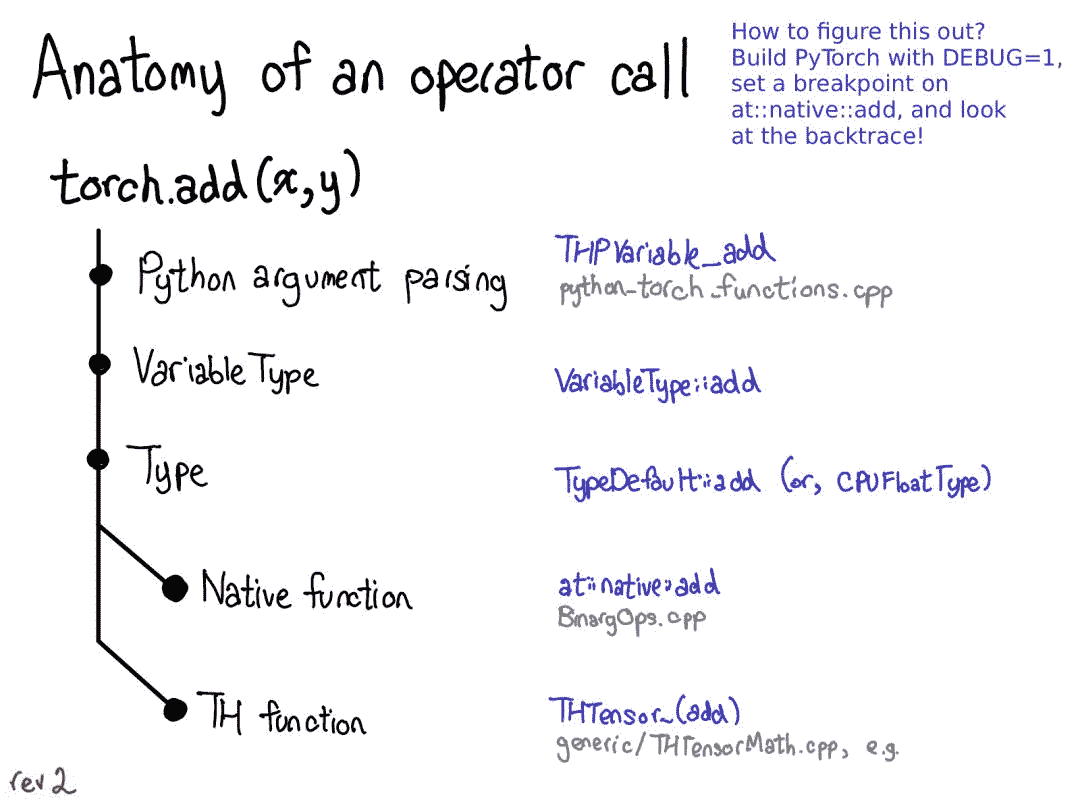 Anatomy of an operator call
How to figure this out?
Build PyTorch with DEBUG=1,
set a breakpoint on
at::native::add, and look
at the backtrace!
torch.add(x,y)
Python argument parsing
THPVariable_add
python_torch_functions.cpp
VariableType
VariableType::add
Type
TypeDefault::add (or, CPUFloatType)
Native function
at::native::add
BinaryOps.cpp
TH function
THTensor_(add)
generic/THTensorMath.cpp, e.g.
rev 2